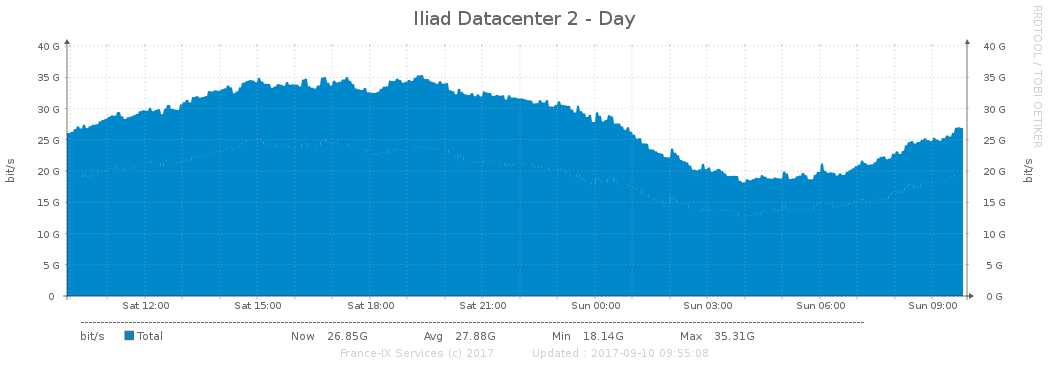 Iliad Datacenter 2 - Day
RRDTOOL / TOBI OETIKER
40 G 40 G
35 G 35 G
30 G 30 G
25 G 25 G
20 G 20 G
15 G 15 G
10 G 10 G
5 G 5 G
0 0 G
bit/s bit/s
Sat 12:00 Sat 15:00 Sat 18:00 Sat 21:00 Sun 00:00 Sun 03:00 Sun 06:00 Sun 09:00
bit/s Total Now 26.85G Avg 27.88G Min 18.14G Max 35.31G
France-IX Services (c) 2017 Updated : 2017-09-10 09:55:08